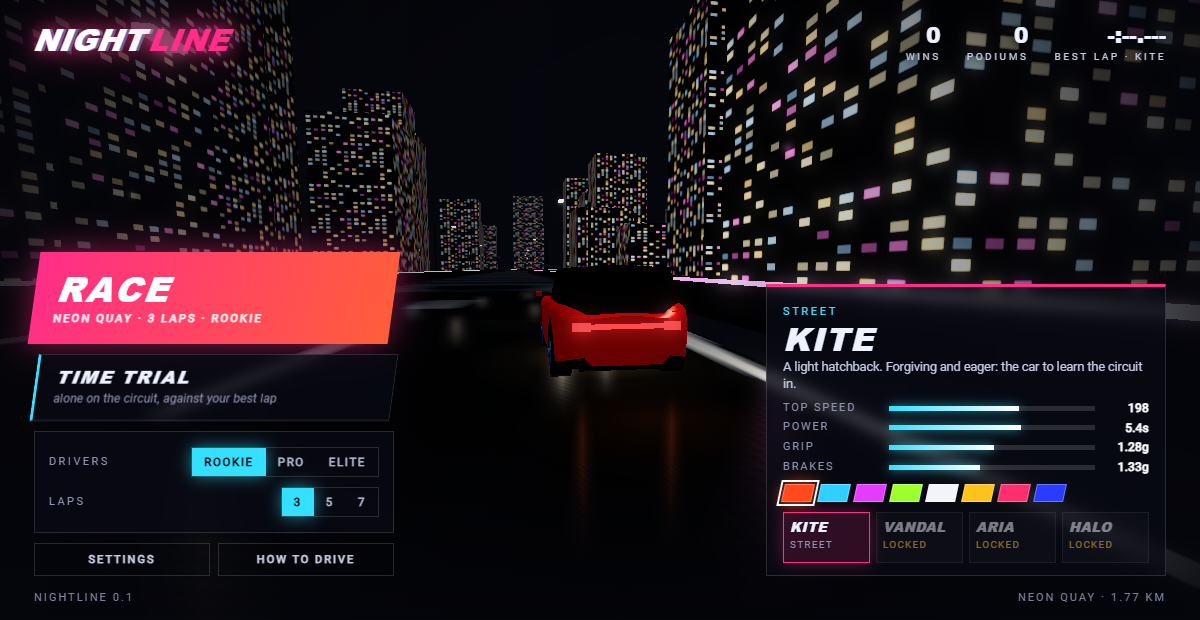 NIGHTLINE
0 0 -:--.---
WINS PODIUMS BEST LAP · KITE
RACE
NEON QUAY · 3 LAPS · ROOKIE
TIME TRIAL
alone on the circuit, against your best lap
DRIVERS ROOKIE PRO ELITE
LAPS 3 5 7
SETTINGS HOW TO DRIVE
NIGHTLINE 0.1
STREET
KITE
A light hatchback. Forgiving and eager: the car to learn the circuit
in.
TOP SPEED 198
POWER 5.4s
GRIP 1.28g
BRAKES 1.33g
KITE VANDAL ARIA HALO
STREET LOCKED LOCKED LOCKED
NEON QUAY · 1.77 KM